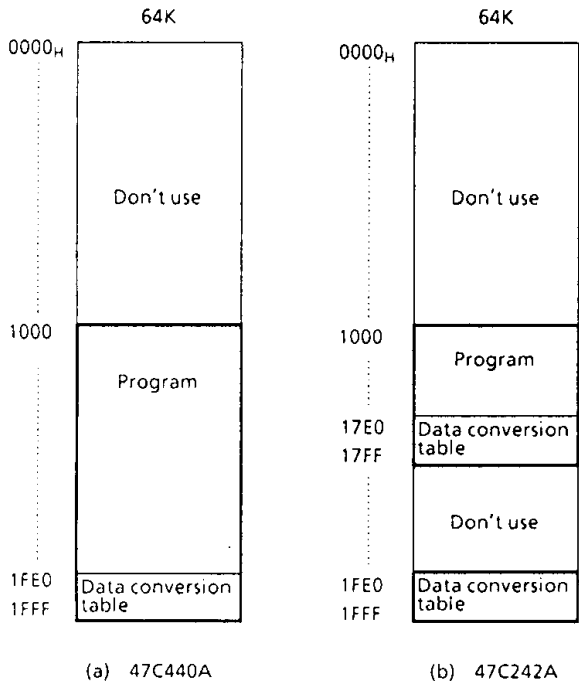 64K
0000H
Don't use
1000
Program
1FE0
Data conversion
1FFF
table
(a) 47C440A
64K
0000H
Don't use
1000
Program
17E0
Data conversion
17FF
table
Don't use
1FE0
Data conversion
1FFF
table
(b) 47C242A